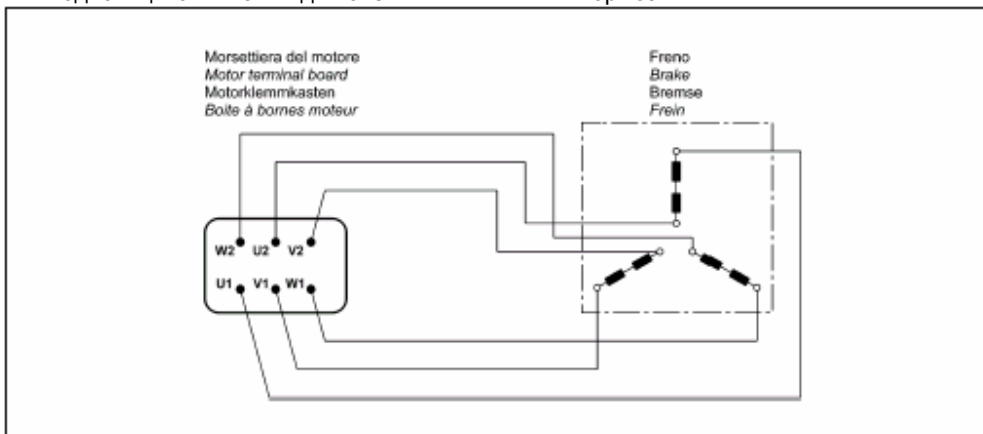 Morsettiera del motore
Motor terminal board
Motorklemmkasten
Boite à bornes moteur
Freno
Brake
Bremse
Frein
W2 U2 V2
U1 V1 W1